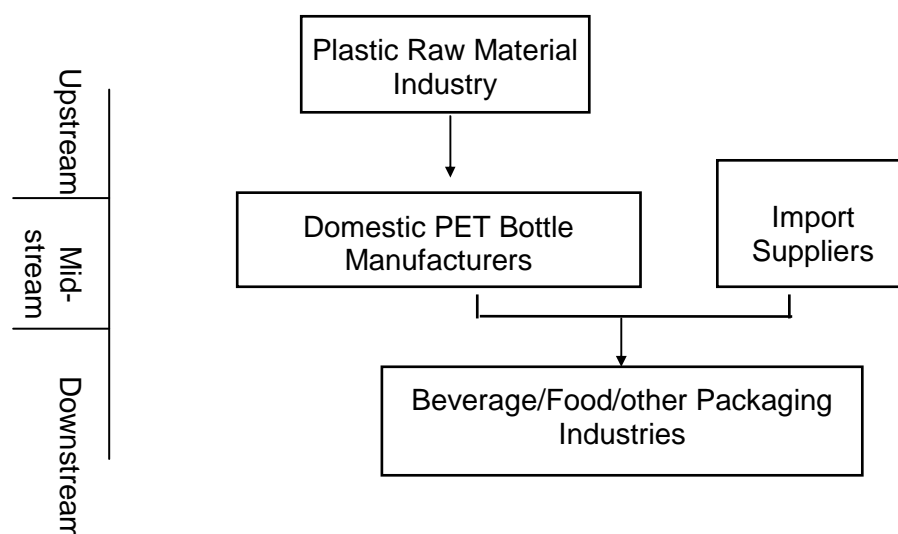 Plastic Raw Material
Industry
Upstream
Domestic PET Bottle
Manufacturers
Import
Suppliers
Mid-
stream
Beverage/Food/other Packaging
Industries
Downstream